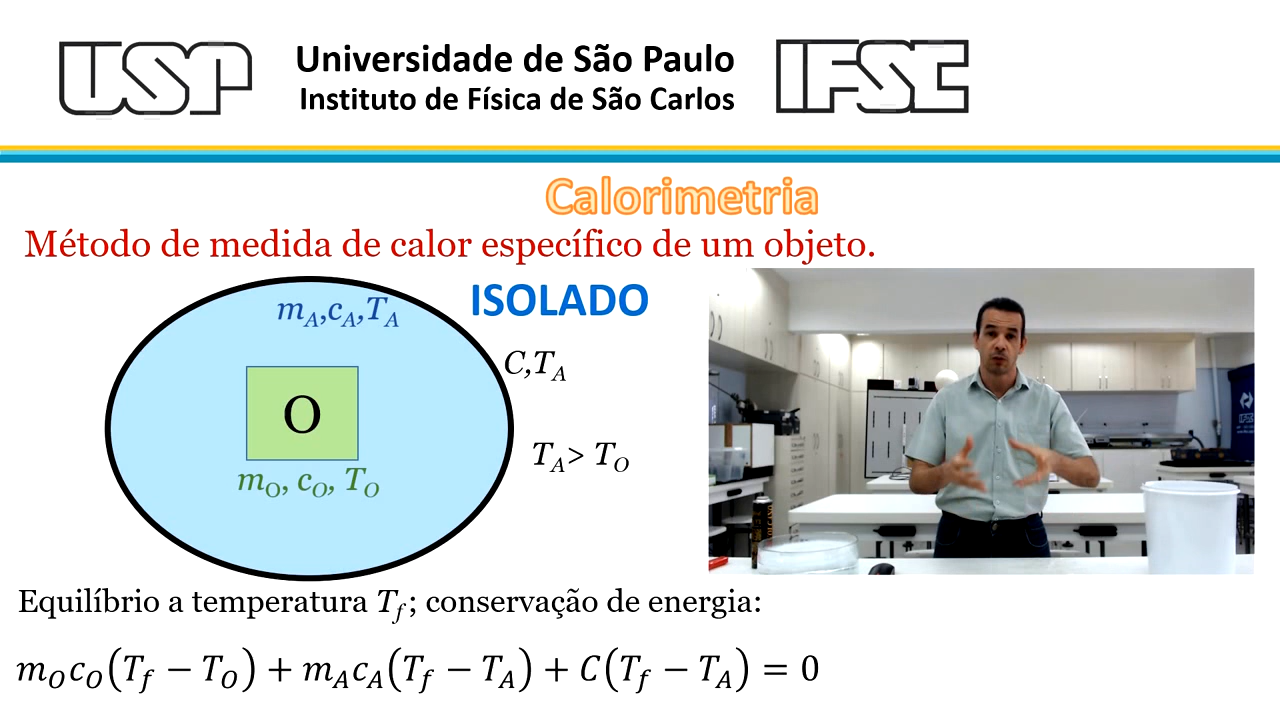 USP
Universidade de São Paulo
Instituto de Física de São Carlos
IFSC
Calorimetria
Método de medida de calor específico de um objeto.
m_A,c_A,T_A
ISOLADO
C,T_A
O
T_A> T_O
m_O, c_O, T_O
IFSC
Equilíbrio a temperatura T_f; conservação de energia:
m_O c_O(T_f − T_O) + m_A c_A(T_f − T_A) + C(T_f − T_A) = 0